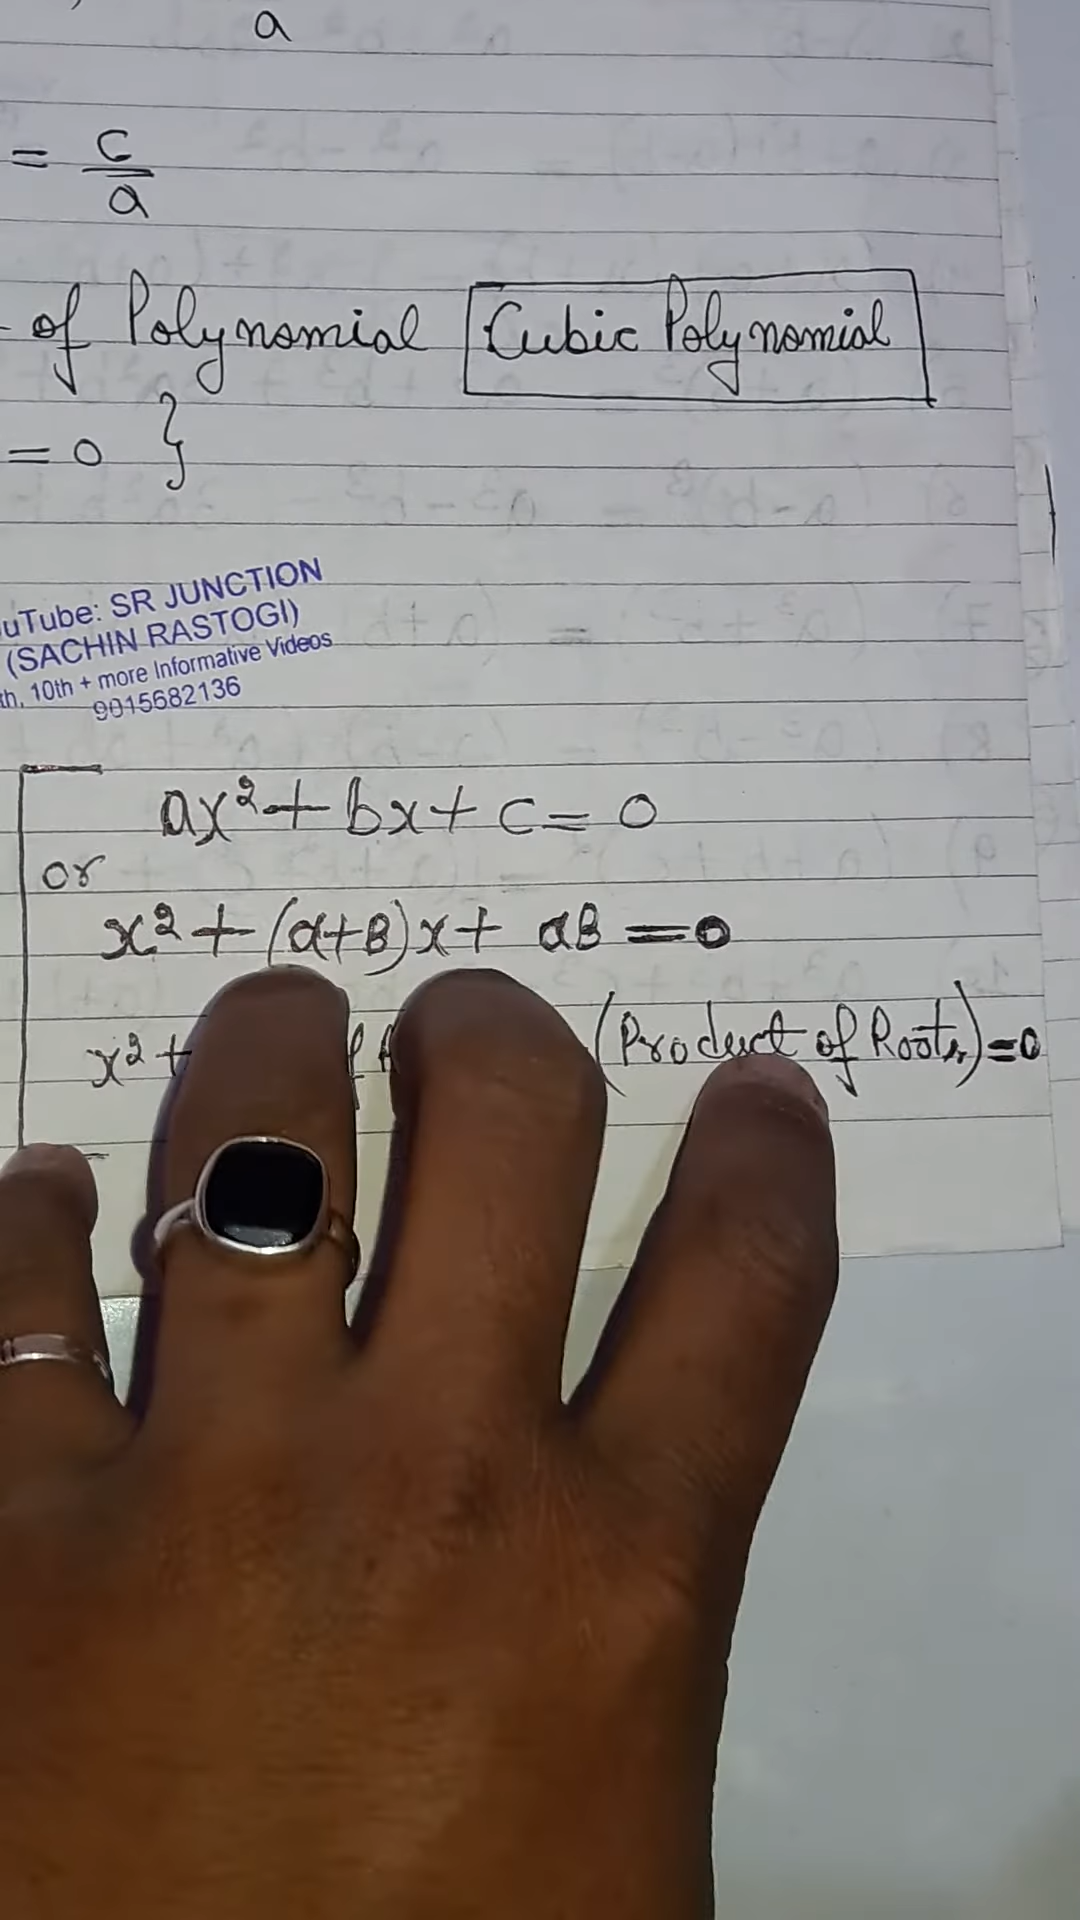 a
= c/a
of Polynomial Cubic Polynomial
= 0 }
uTube: SR JUNCTION
(SACHIN RASTOGI)
th, 10th + more Informative Videos
9015682136
ax² + bx + c = 0
or
x² + (α+β)x + αβ = 0
x² + (Product of Roots) = 0